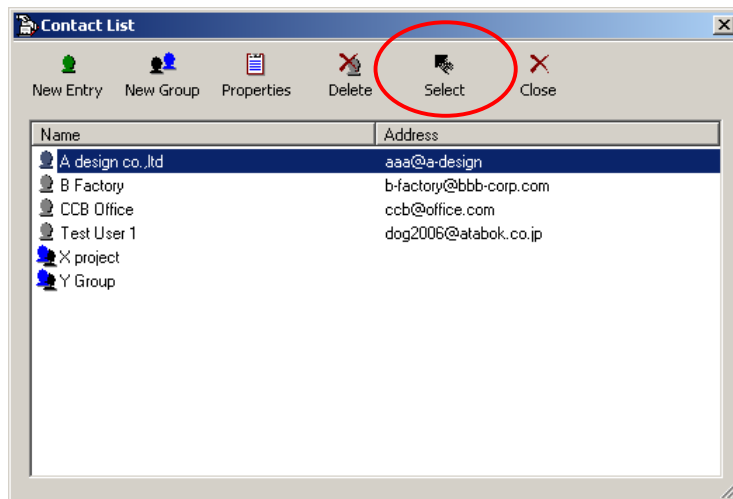 Contact List
New Entry New Group Properties Delete Select Close
Name Address
A design co.,ltd aaa@a-design
B Factory b-factory@bbb-corp.com
CCB Office ccb@office.com
Test User 1 dog2006@atabok.co.jp
X project
Y Group